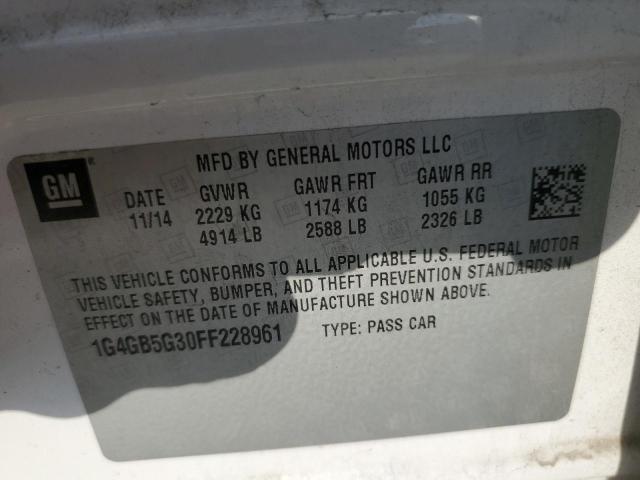 GM
MFD BY GENERAL MOTORS LLC
DATE GVWR GAWR FRT GAWR RR
11/14 2229 KG 1174 KG 1055 KG
4914 LB 2588 LB 2326 LB
THIS VEHICLE CONFORMS TO ALL APPLICABLE U.S. FEDERAL MOTOR
VEHICLE SAFETY, BUMPER, AND THEFT PREVENTION STANDARDS IN
EFFECT ON THE DATE OF MANUFACTURE SHOWN ABOVE.
1G4GB5G30FF228961 TYPE: PASS CAR